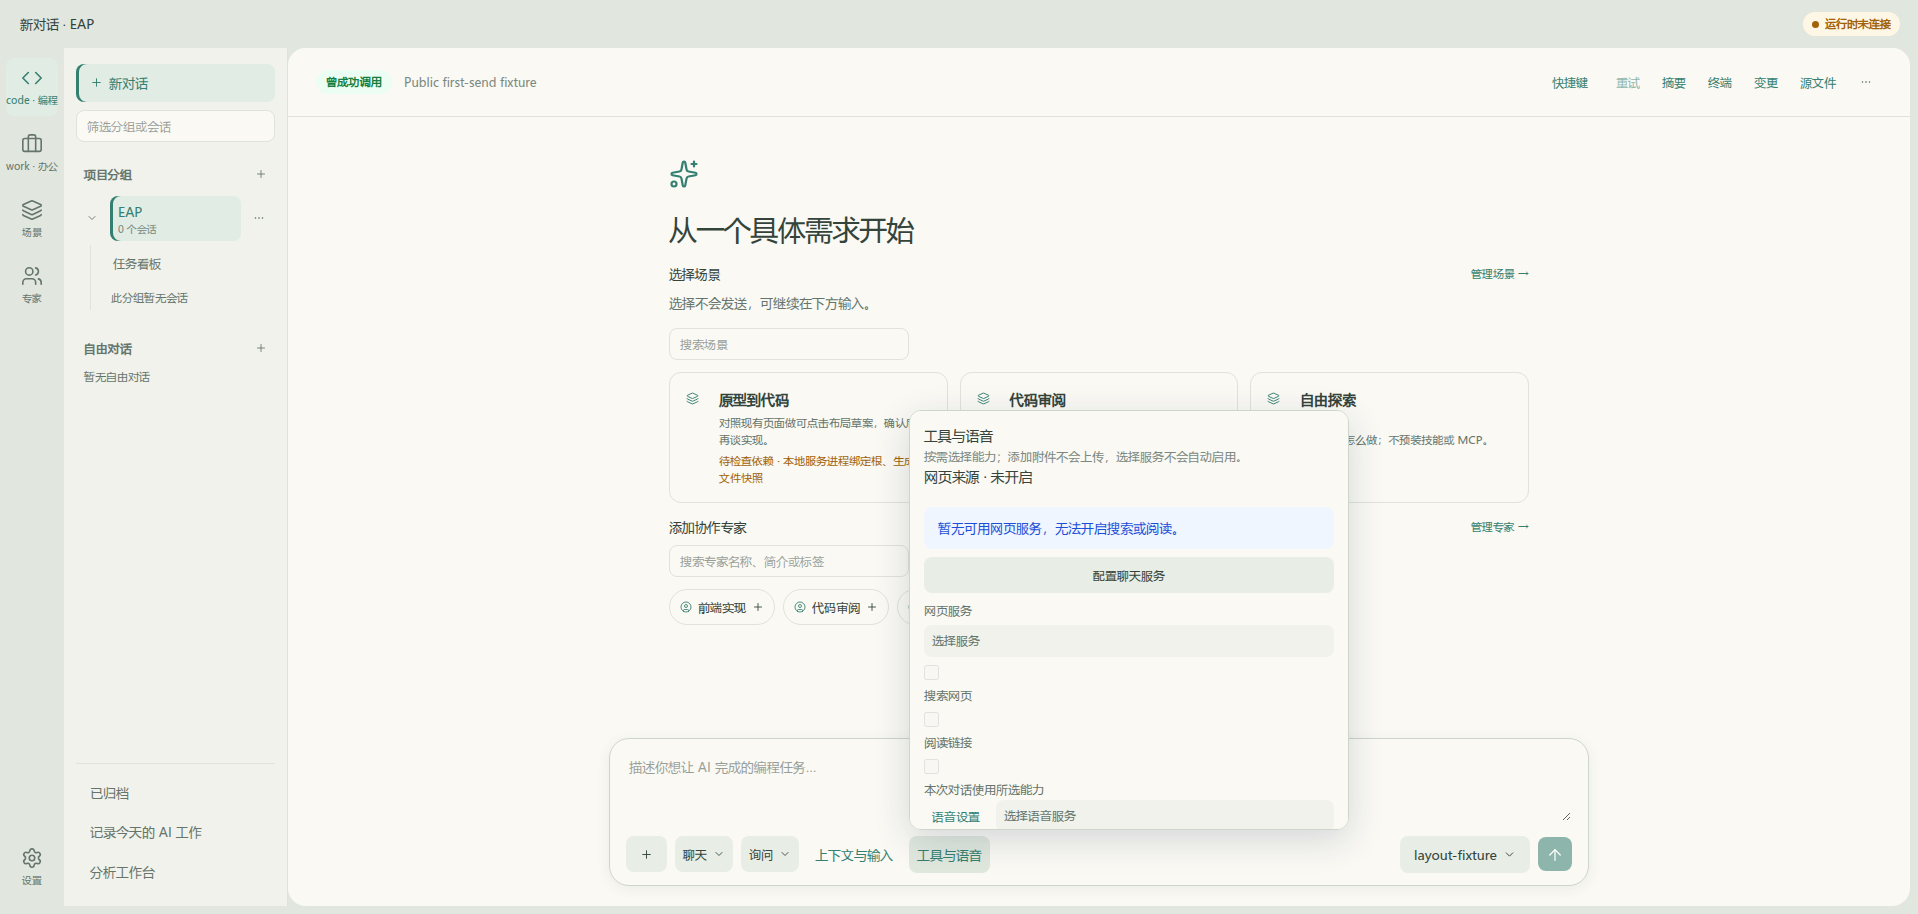 新对话 · EAP
运行时未连接
code · 编程
work · 办公
场景
专家
设置
新对话
筛选分组或会话
项目分组
EAP
0 个会话
任务看板
此分组暂无会话
自由对话
暂无自由对话
已归档
记录今天的 AI 工作
分析工作台
曾成功调用 Public first-send fixture
快捷键 重试 摘要 终端 变更 源文件 ···
从一个具体需求开始
选择场景 管理场景 →
选择不会发送，可继续在下方输入。
搜索场景
原型到代码
对照现有页面做可点击布局草案，确认
再谈实现。
待检查依赖 · 本地服务进程绑定根、生成
文件快照
代码审阅
自由探索
怎么做；不预装技能或 MCP。
添加协作专家 管理专家 →
搜索专家名称、简介或标签
前端实现 +
代码审阅 +
工具与语音
按需选择能力；添加附件不会上传，选择服务不会自动启用。
网页来源 · 未开启
暂无可用网页服务，无法开启搜索或阅读。
配置聊天服务
网页服务
选择服务
搜索网页
阅读链接
本次对话使用所选能力
语音设置 选择语音服务
描述你想让 AI 完成的编程任务...
+ 聊天 询问 上下文与输入 工具与语音 layout-fixture